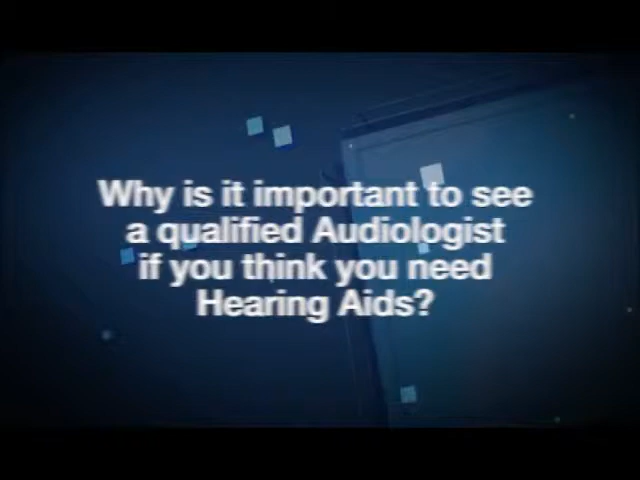 Why is it important to see
a qualified Audiologist
if you think you need
Hearing Aids?